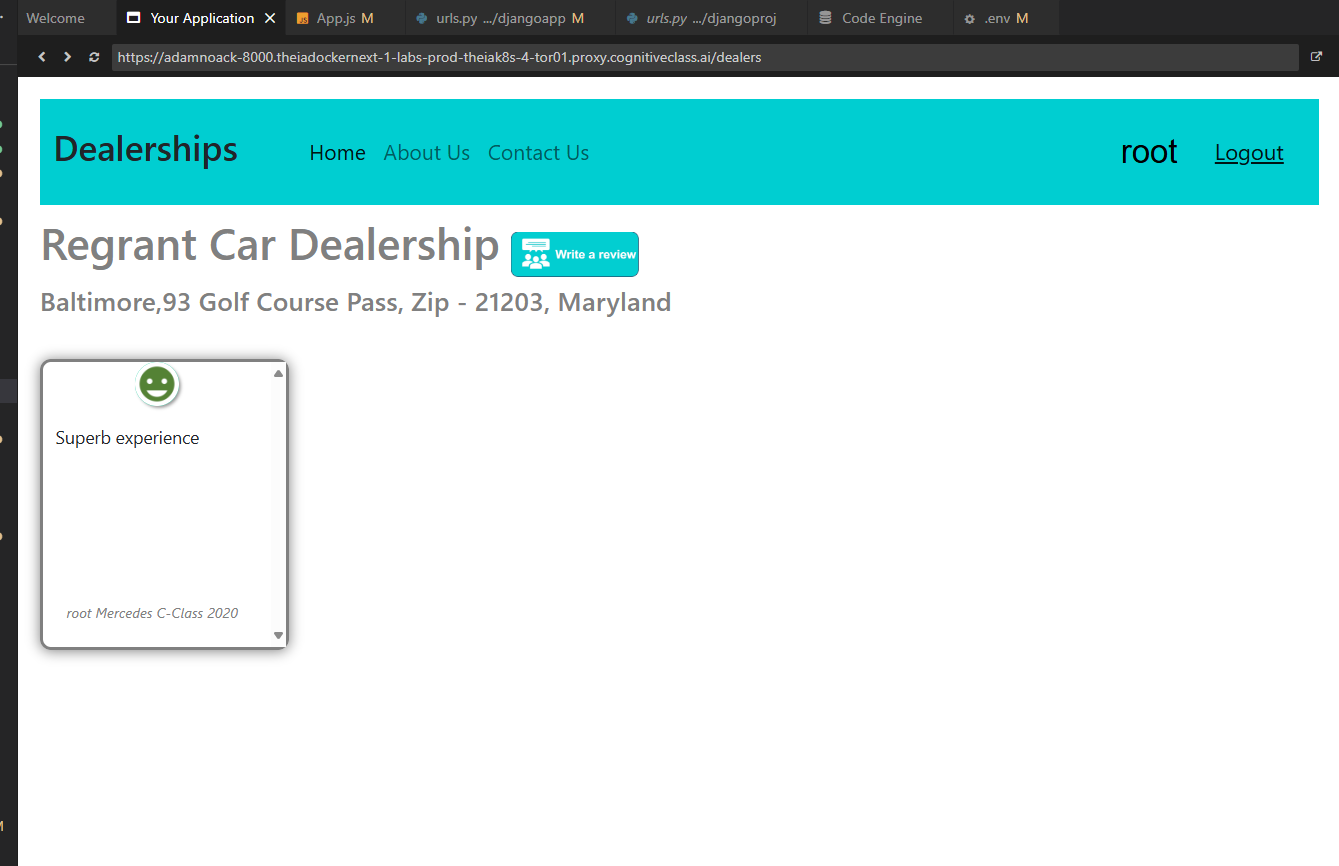 Welcome
Your Application
App.js M
urls.py .../djangoapp M
urls.py .../djangoproj
Code Engine
.env M
https://adamnoack-8000.theiadockernext-1-labs-prod-theiak8s-4-tor01.proxy.cognitiveclass.ai/dealers
Dealerships
Home
About Us
Contact Us
root
Logout
Regrant Car Dealership
Write a review
Baltimore,93 Golf Course Pass, Zip - 21203, Maryland
Superb experience
root Mercedes C-Class 2020